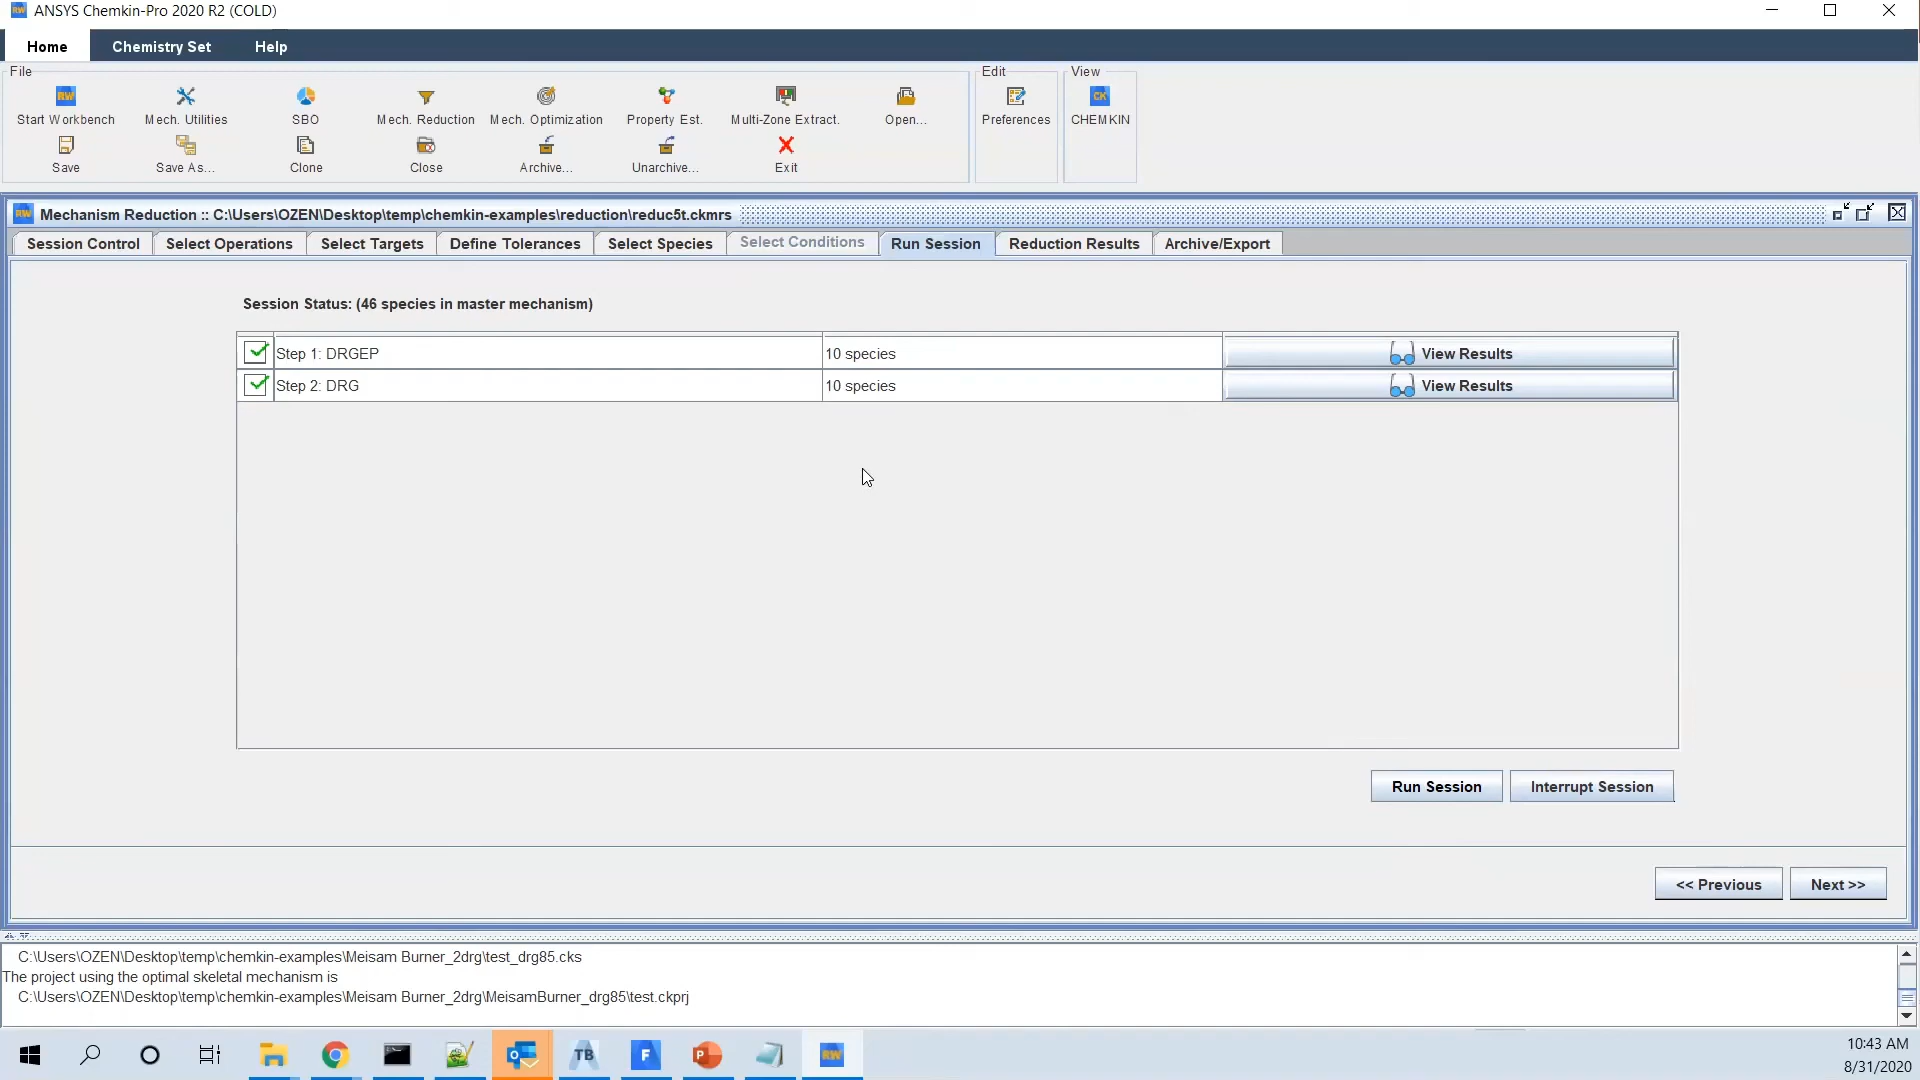 RW ANSYS Chemkin-Pro 2020 R2 (COLD)
Home Chemistry Set Help
File Edit View
RW CK
Start Workbench Mech. Utilities SBO Mech. Reduction Mech. Optimization Property Est. Multi-Zone Extract. Open... Preferences CHEMKIN
Save Save As... Clone Close Archive... Unarchive... Exit
RW Mechanism Reduction :: C:\Users\OZEN\Desktop\temp\chemkin-examples\reduction\reduc5t.ckmrs
Session Control Select Operations Select Targets Define Tolerances Select Species Select Conditions Run Session Reduction Results Archive/Export
Session Status: (46 species in master mechanism)
Step 1: DRGEP 10 species View Results
Step 2: DRG 10 species View Results
Run Session Interrupt Session
<< Previous Next >>
C:\Users\OZEN\Desktop\temp\chemkin-examples\Meisam Burner_2drg\test_drg85.cks
The project using the optimal skeletal mechanism is
C:\Users\OZEN\Desktop\temp\chemkin-examples\Meisam Burner_2drg\MeisamBurner_drg85\test.ckprj
TB F P RW
10:43 AM
8/31/2020